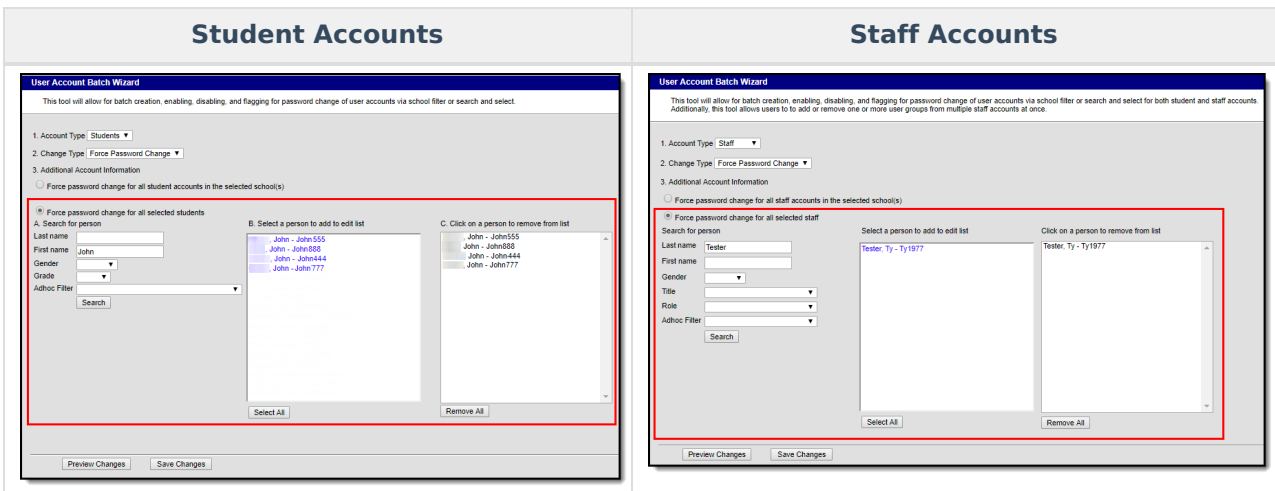 Student Accounts
Staff Accounts
User Account Batch Wizard
This tool will allow for batch creation, enabling, disabling, and flagging for password change of user accounts via school filter or search and select.
1. Account Type Students
2. Change Type Force Password Change
3. Additional Account Information
Force password change for all student accounts in the selected school(s)
Force password change for all selected students
A. Search for person
Last name
First name John
Gender
Grade
Adhoc Filter
Search
B. Select a person to add to edit list
, John - John555
, John - John888
, John - John444
, John - John777
Select All
C. Click on a person to remove from list
, John - John555
John - John888
, John - John444
, John - John777
Remove All
Preview Changes Save Changes
User Account Batch Wizard
This tool will allow for batch creation, enabling, disabling, and flagging for password change of user accounts via school filter or search and select for both student and staff accounts.
Additionally, this tool allows users to to add or remove one or more user groups from multiple staff accounts at once.
1. Account Type Staff
2. Change Type Force Password Change
3. Additional Account Information
Force password change for all staff accounts in the selected school(s)
Force password change for all selected staff
Search for person
Last name Tester
First name
Gender
Title
Role
Adhoc Filter
Search
Select a person to add to edit list
Tester, Ty - Ty1977
Select All
Click on a person to remove from list
Tester, Ty - Ty1977
Remove All
Preview Changes Save Changes